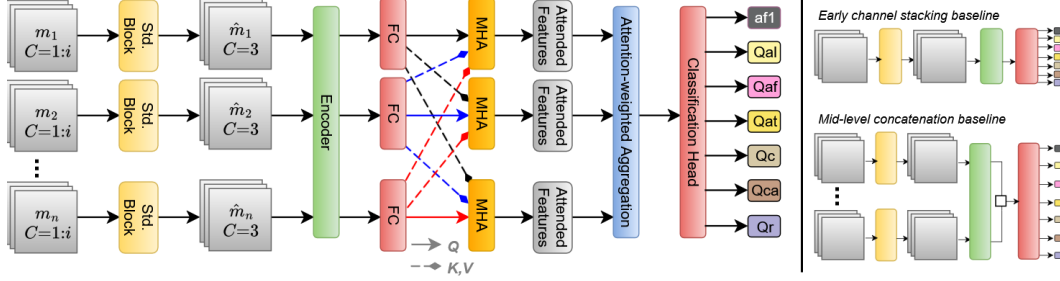 m₁
C=1:i
Std.
Block
m̂₁
C=3
m₂
C=1:i
Std.
Block
m̂₂
C=3
mₙ
C=1:i
Std.
Block
m̂ₙ
C=3
Encoder
FC
FC
FC
MHA
MHA
MHA
Q
K,V
Attended
Features
Attended
Features
Attended
Features
Attention-weighted Aggregation
Classification Head
af1
Qal
Qaf
Qat
Qc
Qca
Qr
Early channel stacking baseline
Mid-level concatenation baseline